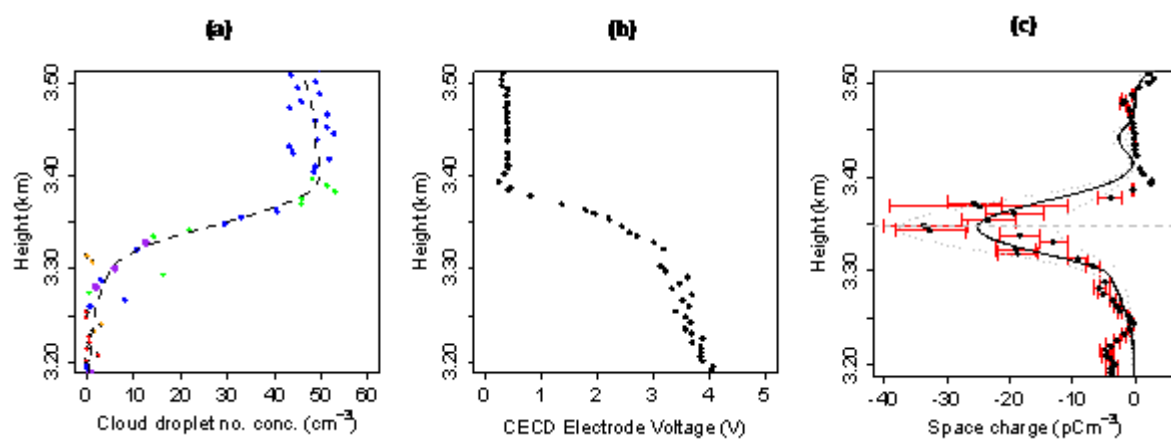 (a)
(b)
(c)
Height (km)
3.50
3.40
3.30
3.20
0 10 20 30 40 50 60
Cloud droplet no. conc. (cm⁻³)
Height (km)
3.50
3.40
3.30
3.20
0 1 2 3 4 5
CECD Electrode Voltage (V)
Height (km)
3.50
3.40
3.30
3.20
-40 -30 -20 -10 0
Space charge (pCm⁻³)